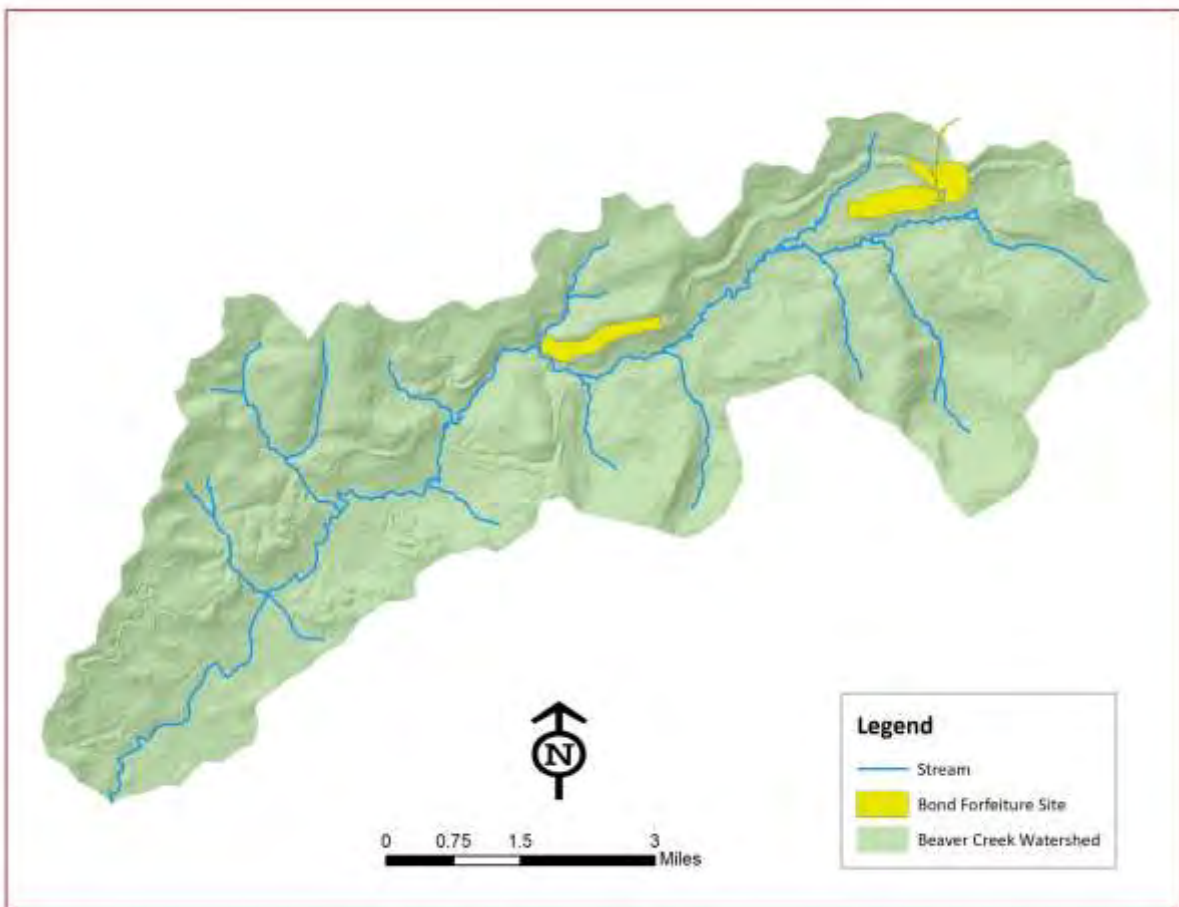 N
Legend
Stream
Bond Forfeiture Site
Beaver Creek Watershed
0 0.75 1.5 3
Miles